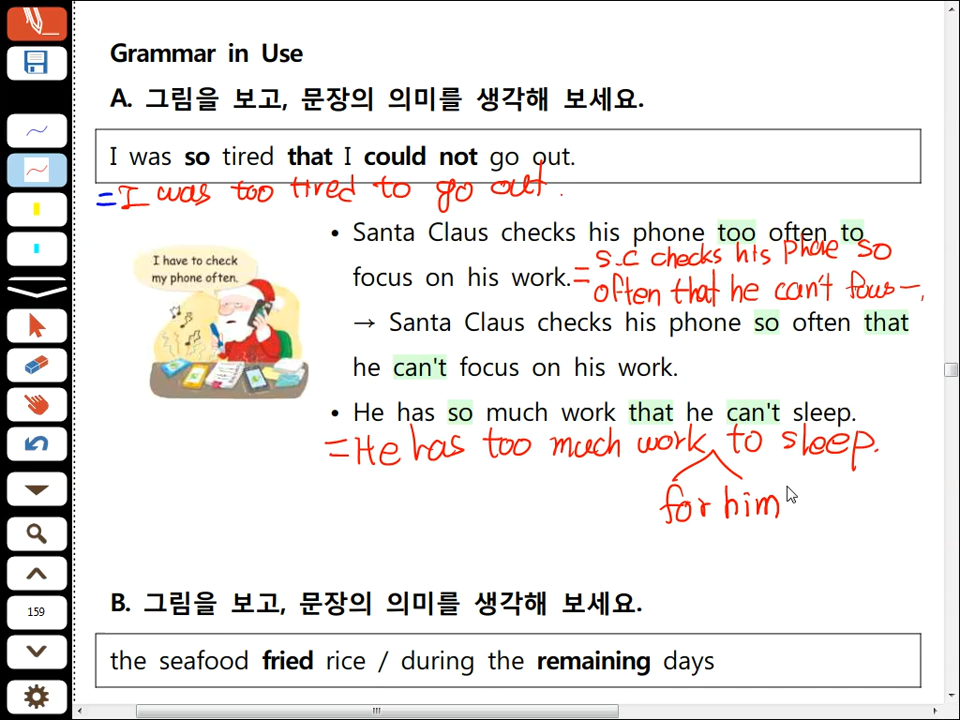 Grammar in Use
A. 그림을 보고, 문장의 의미를 생각해 보세요.
I was so tired that I could not go out.
= I was too tired to go out.
• Santa Claus checks his phone too often to
focus on his work.
= S.C checks his phone so
often that he can't focus ~.
I have to check
my phone often.
→ Santa Claus checks his phone so often that
he can't focus on his work.
• He has so much work that he can't sleep.
= He has too much work to sleep.
for him
159
B. 그림을 보고, 문장의 의미를 생각해 보세요.
the seafood fried rice / during the remaining days